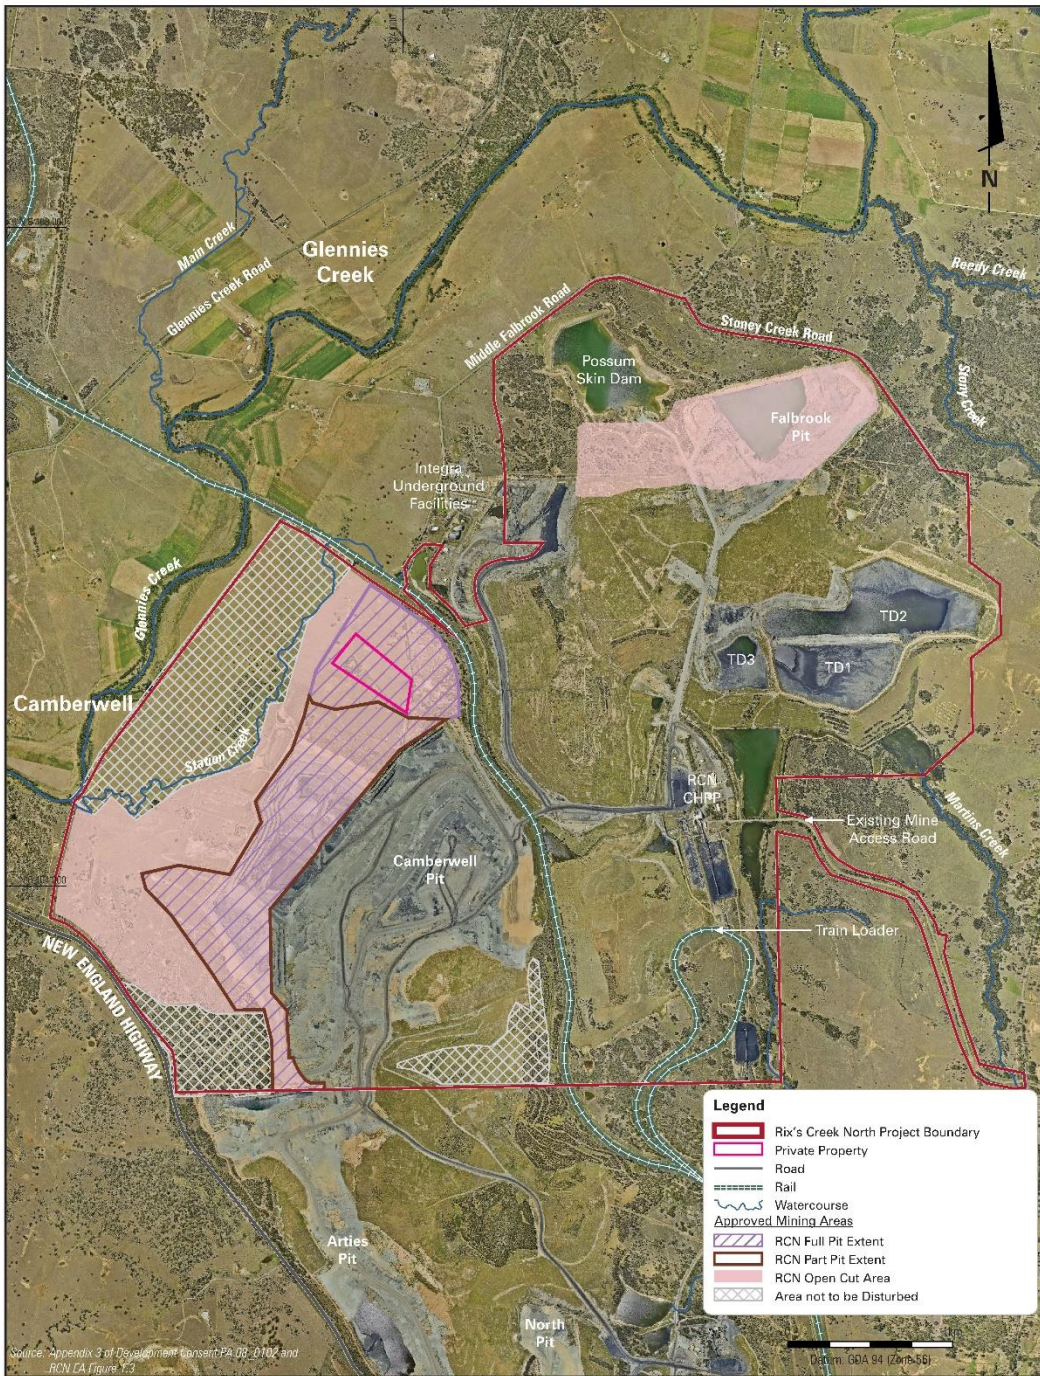 N
Main Creek
Glennies Creek Road
Glennies
Creek
Reedy Creek
Stony Creek
Middle Falbrook Road
Stoney Creek Road
Possum
Skin Dam
Falbrook
Pit
Integra
Underground
Facilities
Glennies Creek
TD2
TD3
TD1
Camberwell
Station Creek
RCN
CHPP
Martins Creek
Existing Mine
Access Road
Camberwell
Pit
Train Loader
NEW ENGLAND HIGHWAY
Arties
Pit
North
Pit
Legend
Rix's Creek North Project Boundary
Private Property
Road
Rail
Watercourse
Approved Mining Areas
RCN Full Pit Extent
RCN Part Pit Extent
RCN Open Cut Area
Area not to be Disturbed
Source: Appendix 3 of Development Consent PA 08_0102 and
RCN EA Figure 1.3
Datum: GDA 94 (Zone 56)